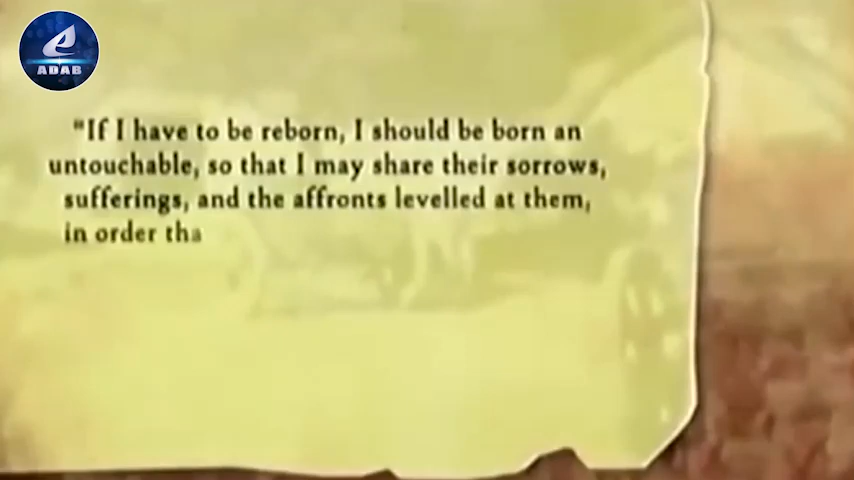 ADAB
"If I have to be reborn, I should be born an
untouchable, so that I may share their sorrows,
sufferings, and the affronts levelled at them,
in order tha